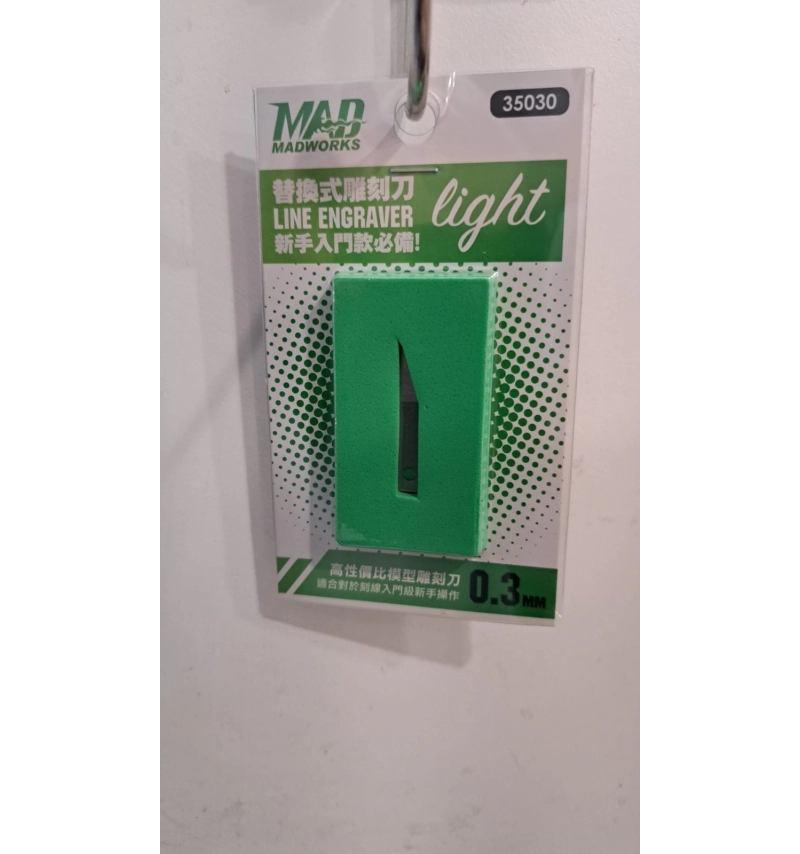 MAD
MADWORKS
35030
替換式雕刻刀
LINE ENGRAVER
light
新手入門款必備!
高性價比模型雕刻刀
適合對於刻線入門級新手操作
0.3MM